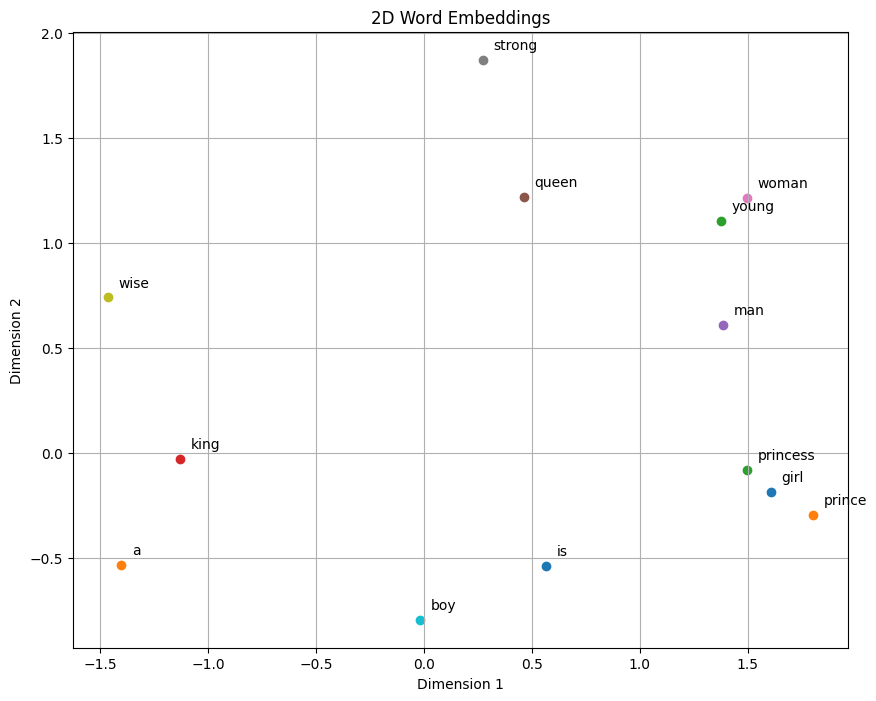 2D Word Embeddings
2.0
strong
1.5
queen
woman
young
1.0
wise
man
0.5
Dimension 2
king
0.0
princess
girl
prince
a
is
−0.5
boy
−1.5
−1.0
−0.5
0.0
0.5
1.0
1.5
Dimension 1